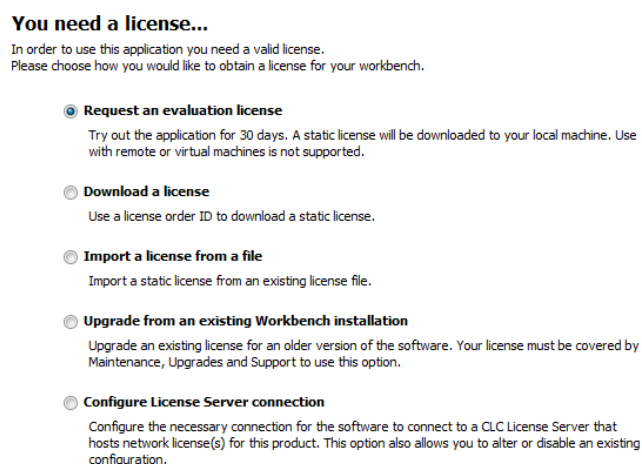 You need a license...
In order to use this application you need a valid license.
Please choose how you would like to obtain a license for your workbench.
Request an evaluation license
Try out the application for 30 days. A static license will be downloaded to your local machine. Use
with remote or virtual machines is not supported.
Download a license
Use a license order ID to download a static license.
Import a license from a file
Import a static license from an existing license file.
Upgrade from an existing Workbench installation
Upgrade an existing license for an older version of the software. Your license must be covered by
Maintenance, Upgrades and Support to use this option.
Configure License Server connection
Configure the necessary connection for the software to connect to a CLC License Server that
hosts network license(s) for this product. This option also allows you to alter or disable an existing
configuration.